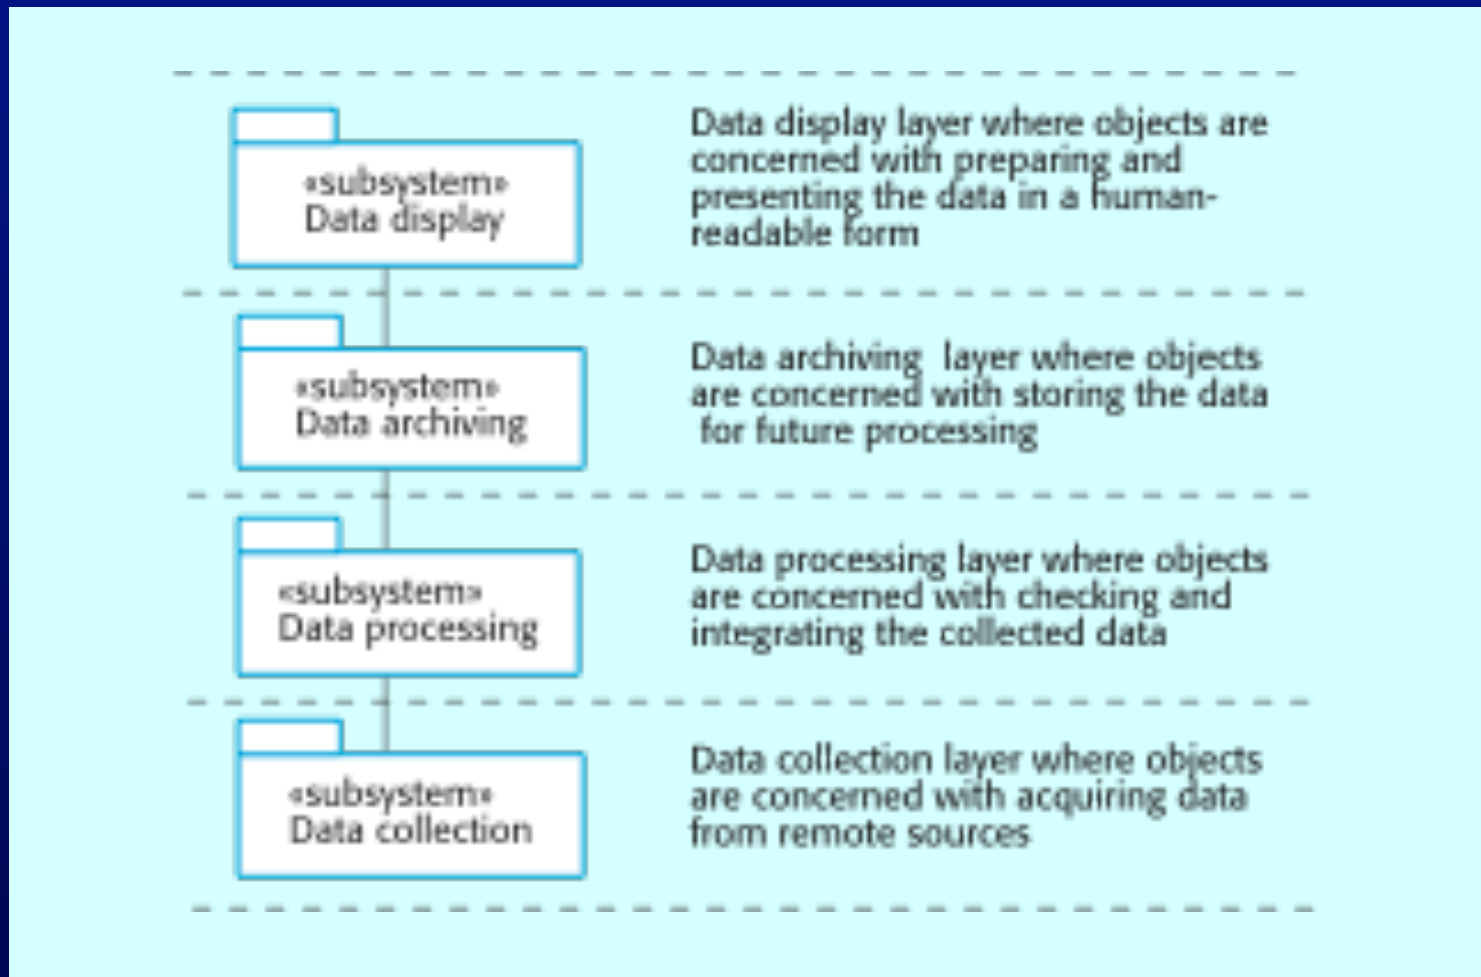 «subsystem»
Data display
Data display layer where objects are
concerned with preparing and
presenting the data in a human-
readable form
«subsystem»
Data archiving
Data archiving layer where objects
are concerned with storing the data
for future processing
«subsystem»
Data processing
Data processing layer where objects
are concerned with checking and
integrating the collected data
«subsystem»
Data collection
Data collection layer where objects
are concerned with acquiring data
from remote sources